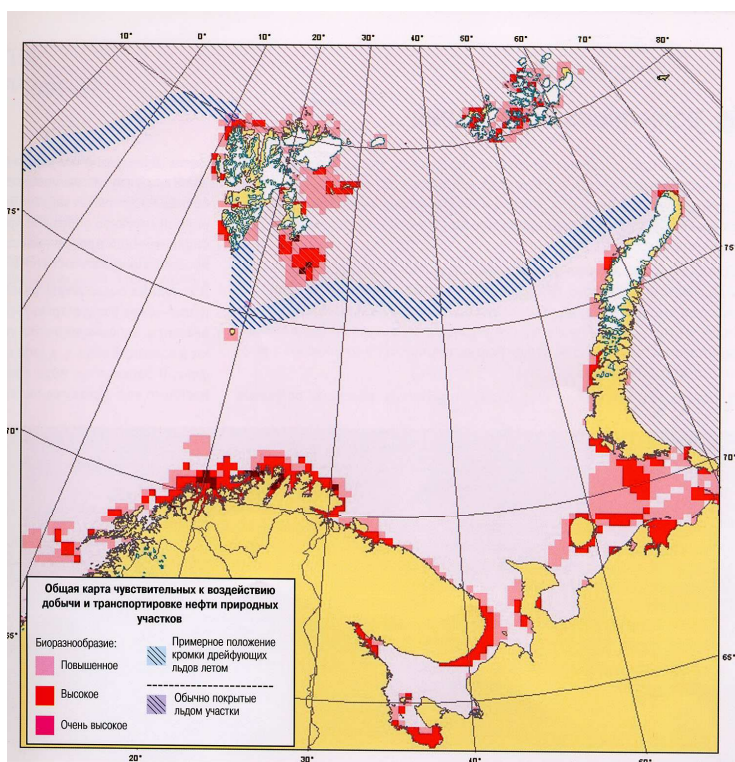 10° 0° 10° 20° 30° 40° 50° 60° 70° 80°
75°
75°
70°
70°
65°
65°
Общая карта чувствительных к воздействию
добычи и транспортировке нефти природных
участков
Биоразнообразие:
Повышенное
Высокое
Очень высокое
Примерное положение
кромки дрейфующих
льдов летом
Обычно покрытые
льдом участки
20° 30° 40°